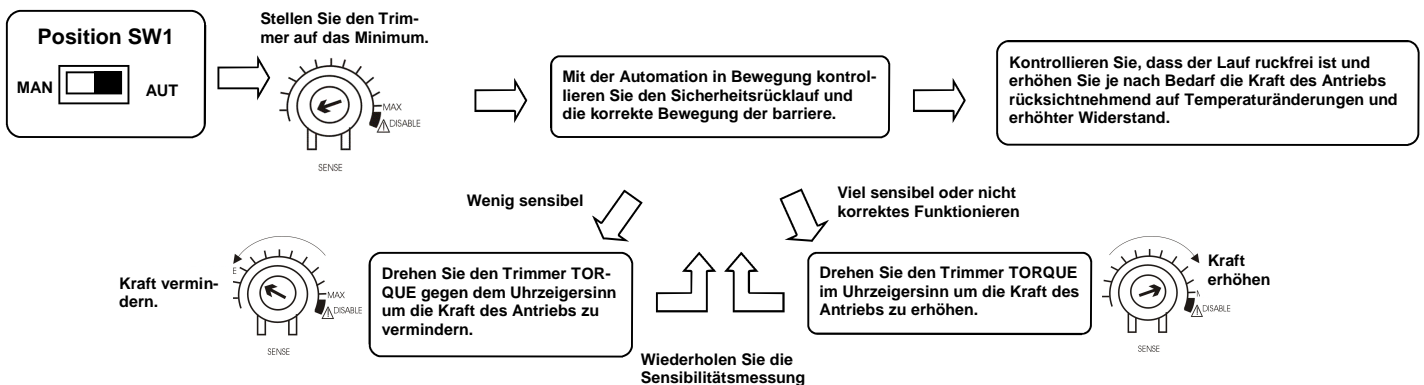 Position SW1
MAN
AUT
Stellen Sie den Trim-
mer auf das Minimum.
MAX
DISABLE
SENSE
Mit der Automation in Bewegung kontrol-
lieren Sie den Sicherheitsrücklauf und
die korrekte Bewegung der barriere.
Kontrollieren Sie, dass der Lauf ruckfrei ist und
erhöhen Sie je nach Bedarf die Kraft des Antriebs
rücksichtnehmend auf Temperaturänderungen und
erhöhter Widerstand.
Wenig sensibel
Viel sensibel oder nicht
korrektes Funktionieren
Kraft vermin-
dern.
E
MAX
DISABLE
SENSE
Drehen Sie den Trimmer TOR-
QUE gegen dem Uhrzeigersinn
um die Kraft des Antriebs zu
vermindern.
Drehen Sie den Trimmer TORQUE
im Uhrzeigersinn um die Kraft des
Antriebs zu erhöhen.
Kraft
erhöhen
DISABLE
SENSE
Wiederholen Sie die
Sensibilitätsmessung